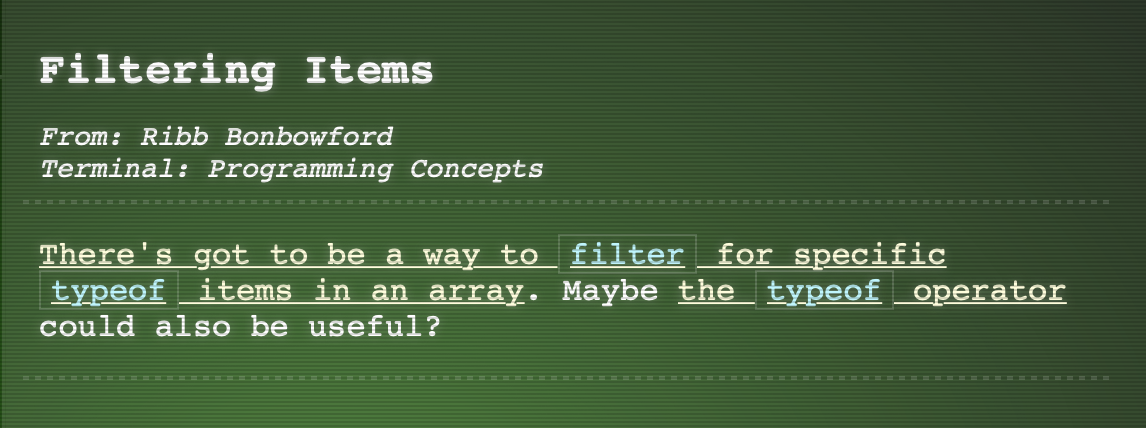 Filtering Items
From: Ribb Bonbowford
Terminal: Programming Concepts
There's got to be a way to filter for specific
typeof items in an array. Maybe the typeof operator
could also be useful?